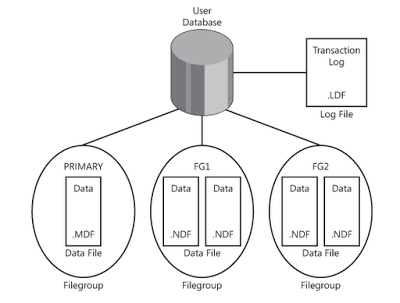 User
Database
Transaction
Log
.LDF
Log File
PRIMARY
Data
.MDF
Data File
Filegroup
FG1
Data Data
.NDF .NDF
Data File
Filegroup
FG2
Data Data
.NDF .NDF
Data File
Filegroup